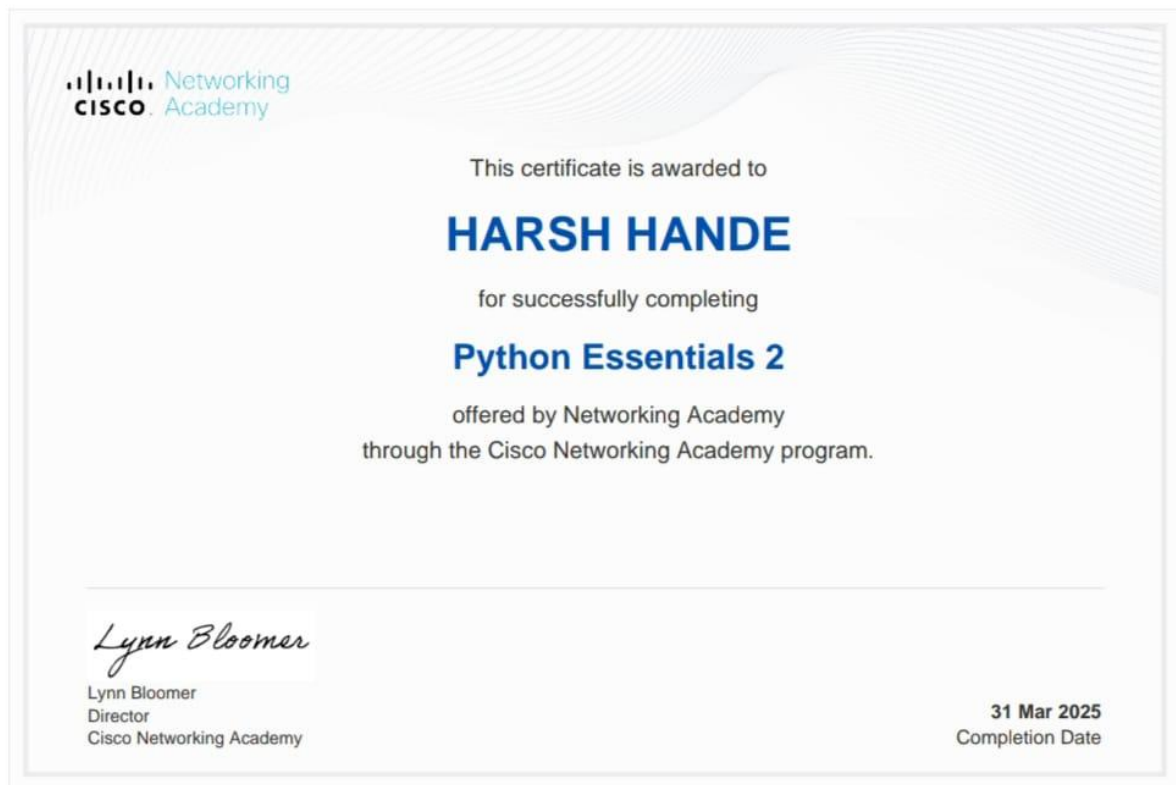 Networking
CISCO. Academy
This certificate is awarded to
HARSH HANDE
for successfully completing
Python Essentials 2
offered by Networking Academy
through the Cisco Networking Academy program.
Lynn Bloomer
Lynn Bloomer
Director
Cisco Networking Academy
31 Mar 2025
Completion Date